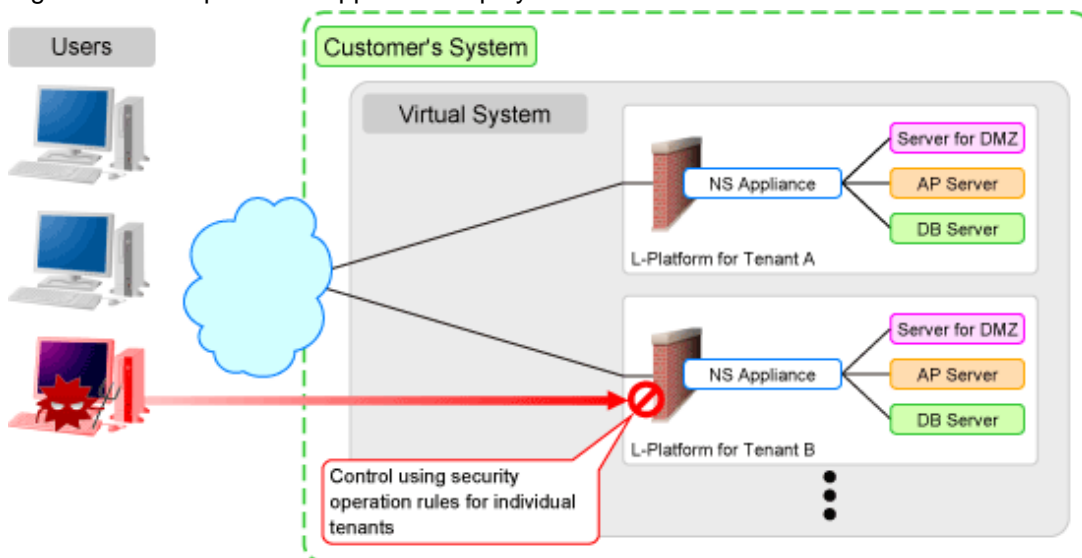 Users
Customer's System
Virtual System
Server for DMZ
NS Appliance
AP Server
DB Server
L-Platform for Tenant A
Server for DMZ
NS Appliance
AP Server
DB Server
L-Platform for Tenant B
Control using security
operation rules for individual
tenants